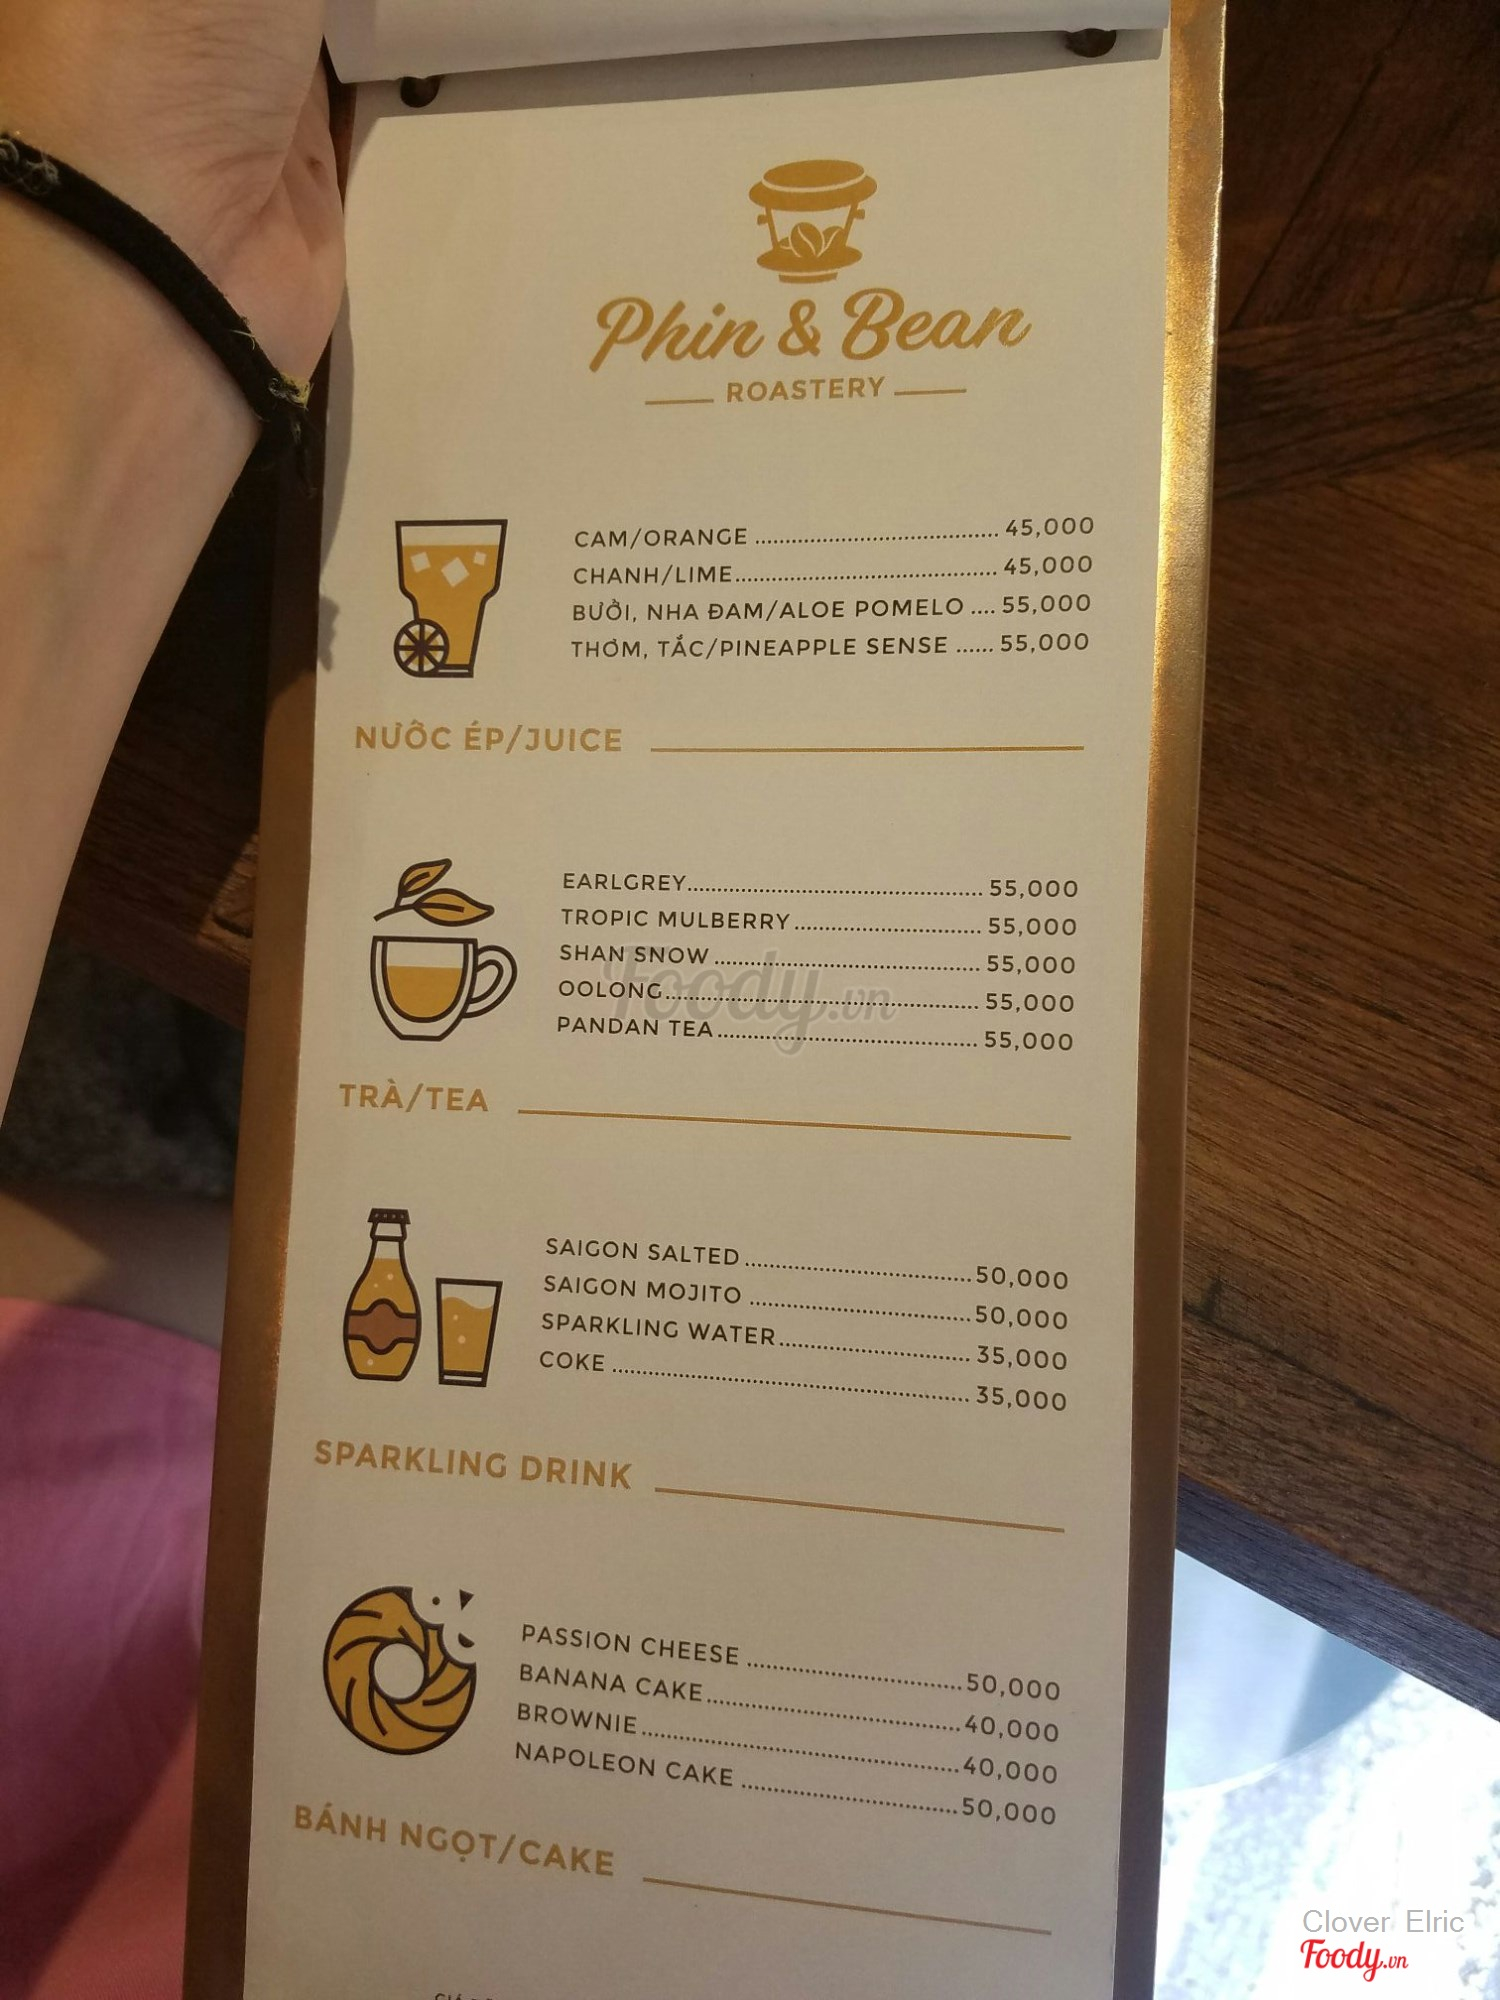 Phin & Bean
ROASTERY
CAM/ORANGE ........ 45,000
CHANH/LIME ........ 45,000
BƯỞI, NHA ĐAM/ALOE POMELO .... 55,000
THƠM, TẮC/PINEAPPLE SENSE ...... 55,000
NƯỚC ÉP/JUICE
EARLGREY ........ 55,000
TROPIC MULBERRY ........ 55,000
SHAN SNOW ........ 55,000
OOLONG ........ 55,000
PANDAN TEA ........ 55,000
Foody.vn
TRÀ/TEA
SAIGON SALTED ........ 50,000
SAIGON MOJITO ........ 50,000
SPARKLING WATER ........ 35,000
COKE ........ 35,000
SPARKLING DRINK
PASSION CHEESE ........ 50,000
BANANA CAKE ........ 40,000
BROWNIE ........ 40,000
NAPOLEON CAKE ........ 50,000
BÁNH NGỌT/CAKE
Clover Elric
Foody.vn